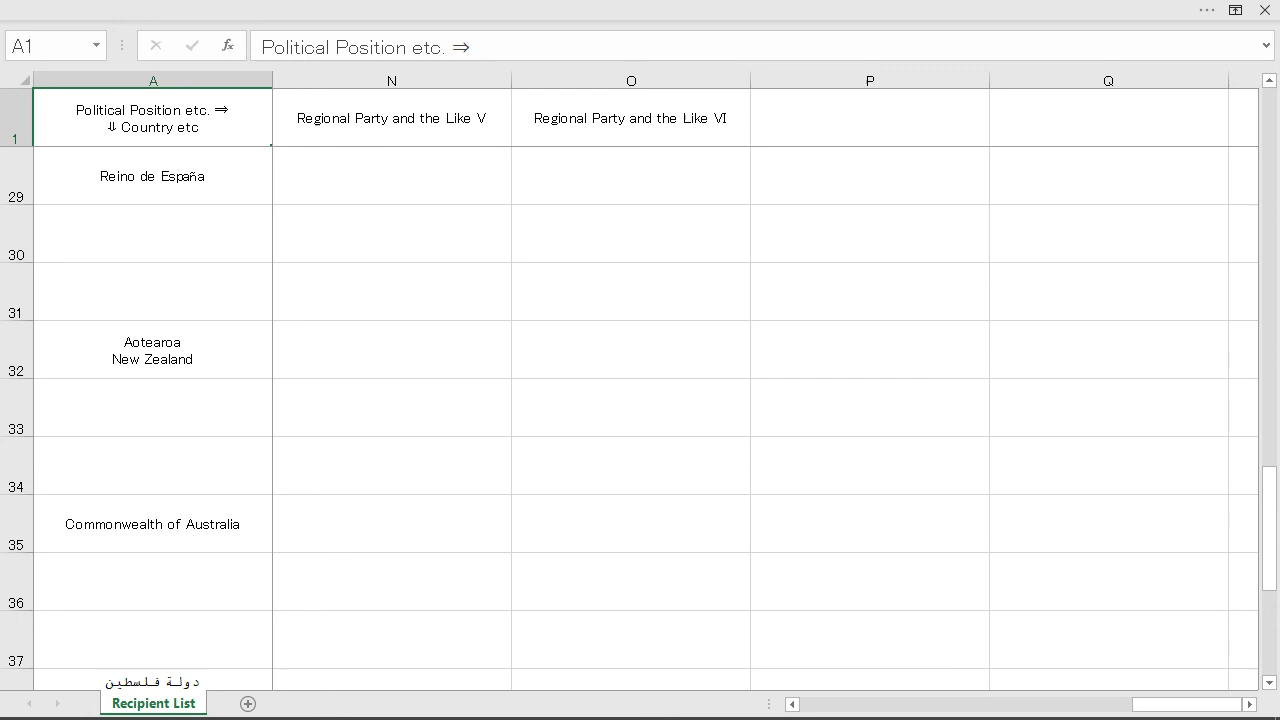 A1
fx
Political Position etc. ⇒
A N O P Q
1
Political Position etc. ⇒
⇓ Country etc
Regional Party and the Like V
Regional Party and the Like VI
29
Reino de España
30
31
32
Aotearoa
New Zealand
33
34
35
Commonwealth of Australia
36
37
دولة فلسطين
Recipient List